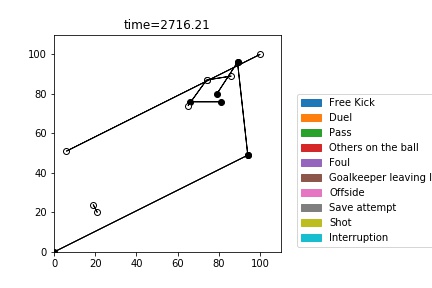 time=2716.21
100
80
60
40
20
0
0 20 40 60 80 100
Free Kick
Duel
Pass
Others on the ball
Foul
Goalkeeper leaving l
Offside
Save attempt
Shot
Interruption